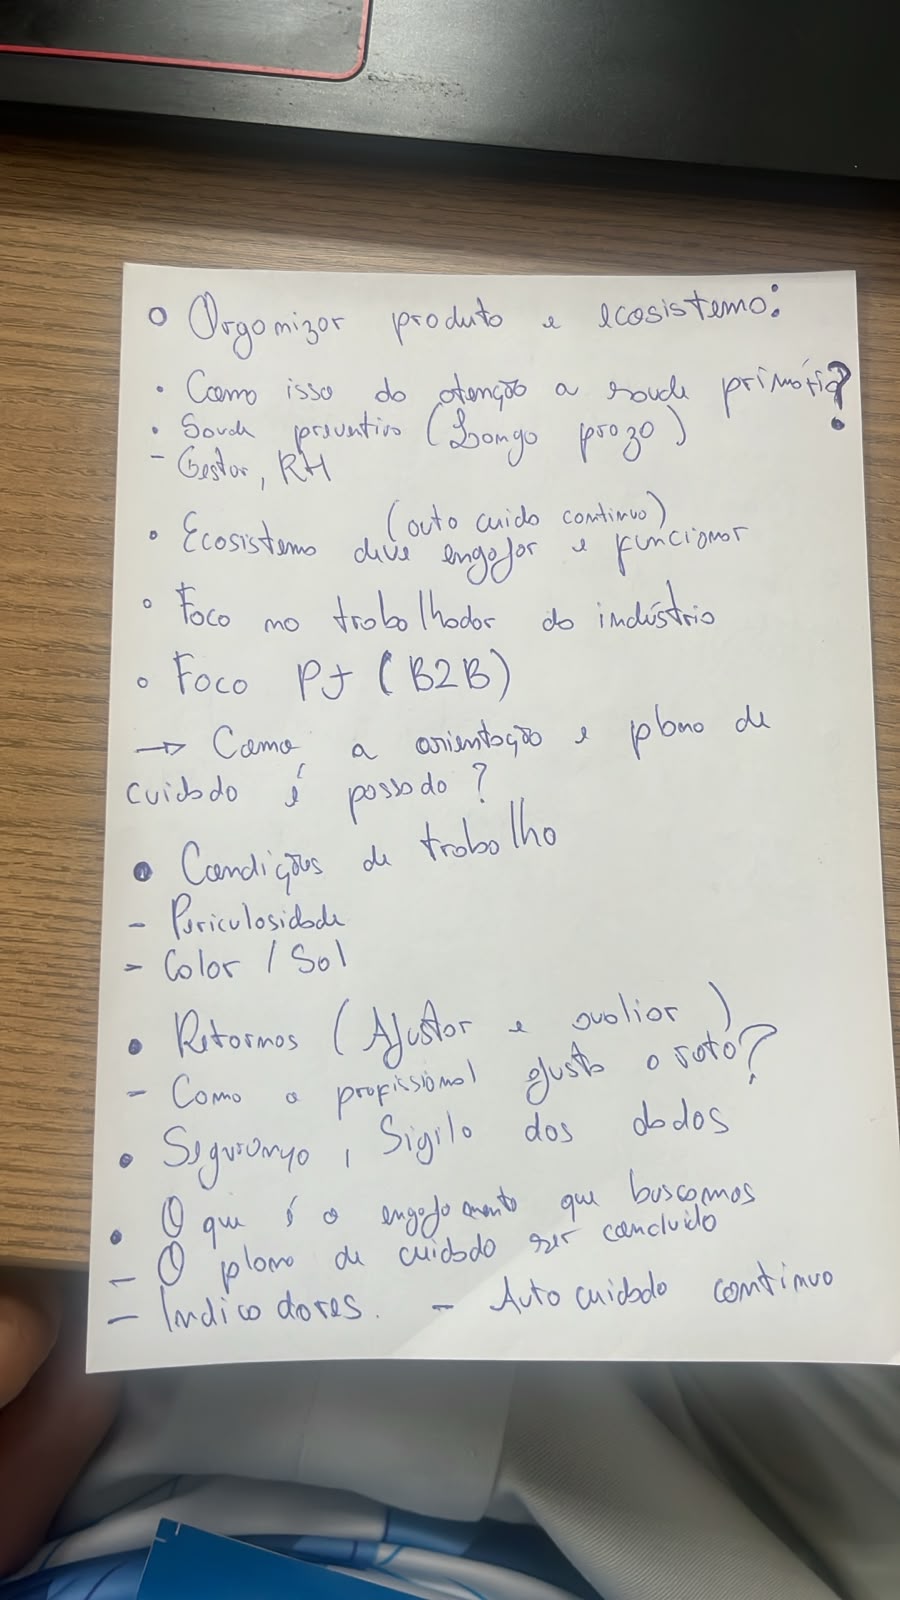 Organizar produto e ecosistema:
Como isso da atenção a saude primária?
Saude preventiva (Longo prazo)
- Gestor, RH
(auto cuido continuo)
Ecosistema deve engajar e funcionar
Foco no trabalhador da indústria
Foco PJ (B2B)
→ Como, a orientação e plano de
cuidado é passado?
Condições de trabalho
- Periculosidade
- Calor / Sol
Retornos (Ajustar e avaliar)
- Como o profissional ajusta a rota?
Segurança, Sigilo dos dados
O que é o engajamento que buscamos
- O plano de cuidado ser concluido
- Indicadores. - Auto cuidado continuo